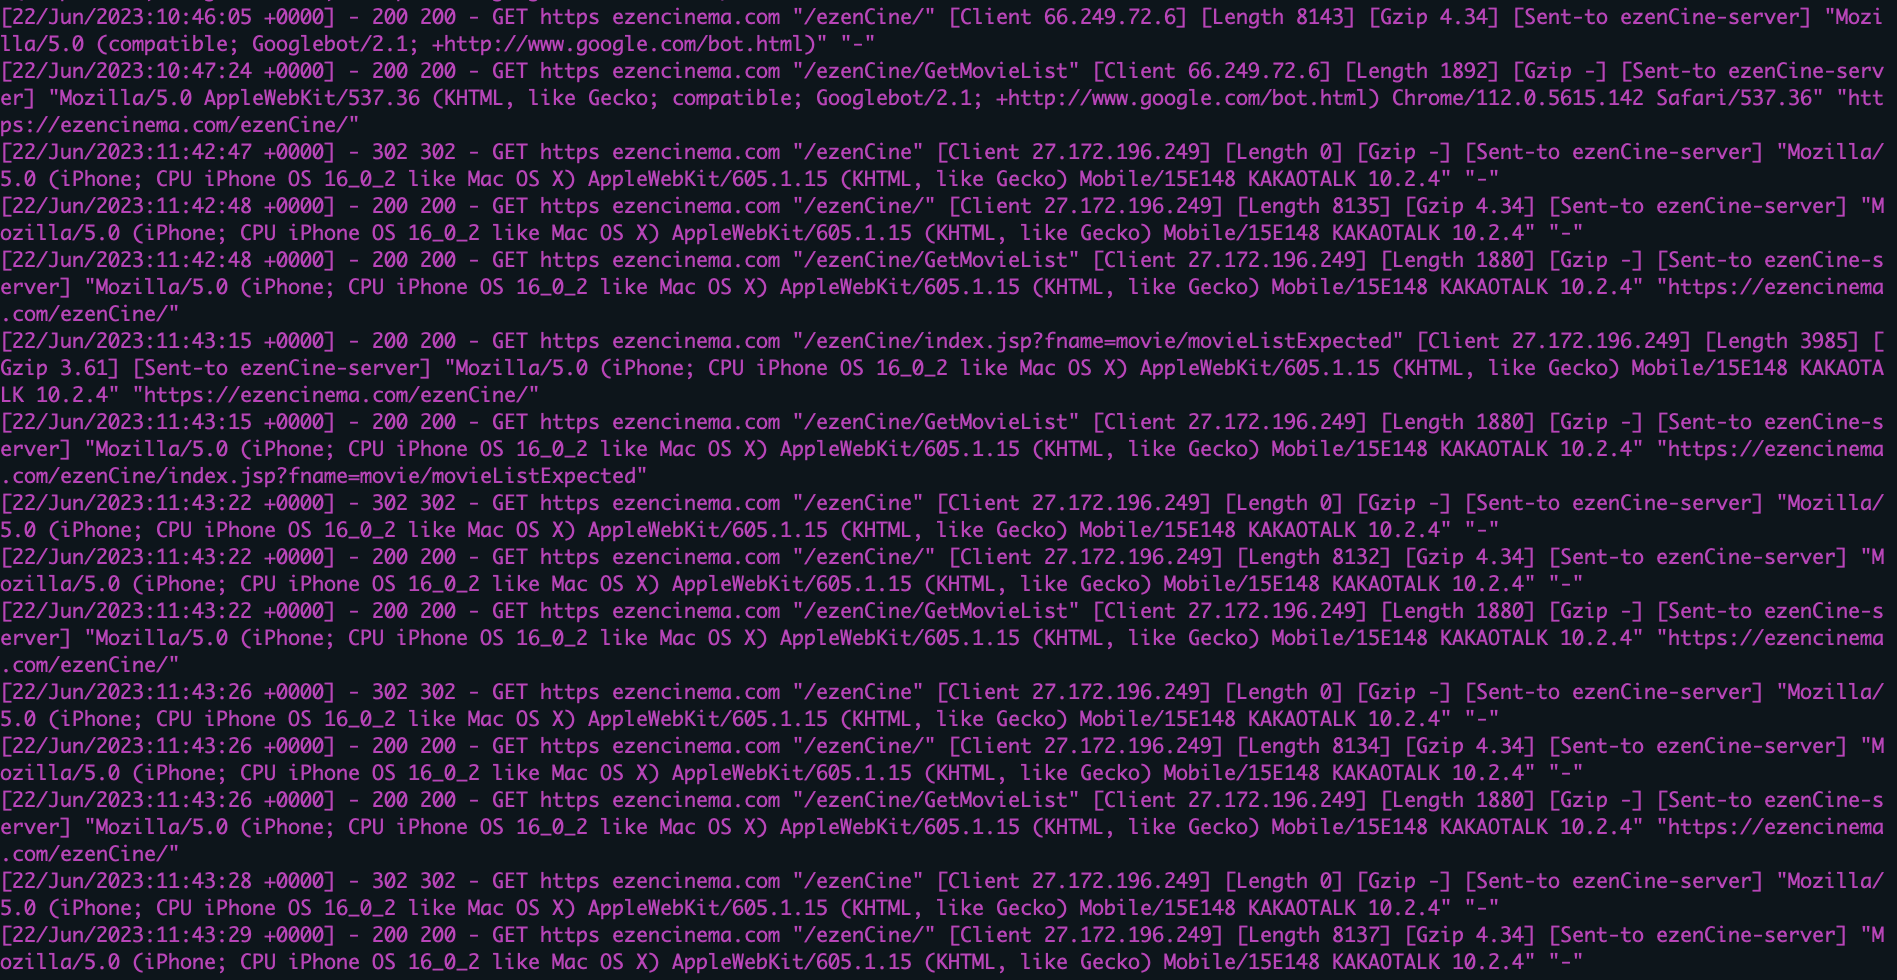 [22/Jun/2023:10:46:05 +0000] - 200 200 - GET https ezencinema.com "/ezenCine/" [Client 66.249.72.6] [Length 8143] [Gzip 4.34] [Sent-to ezenCine-server] "Mozi
lla/5.0 (compatible; Googlebot/2.1; +http://www.google.com/bot.html)" "-"
[22/Jun/2023:10:47:24 +0000] - 200 200 - GET https ezencinema.com "/ezenCine/GetMovieList" [Client 66.249.72.6] [Length 1892] [Gzip -] [Sent-to ezenCine-serv
er] "Mozilla/5.0 AppleWebKit/537.36 (KHTML, like Gecko; compatible; Googlebot/2.1; +http://www.google.com/bot.html) Chrome/112.0.5615.142 Safari/537.36" "htt
ps://ezencinema.com/ezenCine/"
[22/Jun/2023:11:42:47 +0000] - 302 302 - GET https ezencinema.com "/ezenCine" [Client 27.172.196.249] [Length 0] [Gzip -] [Sent-to ezenCine-server] "Mozilla/
5.0 (iPhone; CPU iPhone OS 16_0_2 like Mac OS X) AppleWebKit/605.1.15 (KHTML, like Gecko) Mobile/15E148 KAKAOTALK 10.2.4" "-"
[22/Jun/2023:11:42:48 +0000] - 200 200 - GET https ezencinema.com "/ezenCine/" [Client 27.172.196.249] [Length 8135] [Gzip 4.34] [Sent-to ezenCine-server] "M
ozilla/5.0 (iPhone; CPU iPhone OS 16_0_2 like Mac OS X) AppleWebKit/605.1.15 (KHTML, like Gecko) Mobile/15E148 KAKAOTALK 10.2.4" "-"
[22/Jun/2023:11:42:48 +0000] - 200 200 - GET https ezencinema.com "/ezenCine/GetMovieList" [Client 27.172.196.249] [Length 1880] [Gzip -] [Sent-to ezenCine-s
erver] "Mozilla/5.0 (iPhone; CPU iPhone OS 16_0_2 like Mac OS X) AppleWebKit/605.1.15 (KHTML, like Gecko) Mobile/15E148 KAKAOTALK 10.2.4" "https://ezencinema
.com/ezenCine/"
[22/Jun/2023:11:43:15 +0000] - 200 200 - GET https ezencinema.com "/ezenCine/index.jsp?fname=movie/movieListExpected" [Client 27.172.196.249] [Length 3985] [
Gzip 3.61] [Sent-to ezenCine-server] "Mozilla/5.0 (iPhone; CPU iPhone OS 16_0_2 like Mac OS X) AppleWebKit/605.1.15 (KHTML, like Gecko) Mobile/15E148 KAKAOTA
LK 10.2.4" "https://ezencinema.com/ezenCine/"
[22/Jun/2023:11:43:15 +0000] - 200 200 - GET https ezencinema.com "/ezenCine/GetMovieList" [Client 27.172.196.249] [Length 1880] [Gzip -] [Sent-to ezenCine-s
erver] "Mozilla/5.0 (iPhone; CPU iPhone OS 16_0_2 like Mac OS X) AppleWebKit/605.1.15 (KHTML, like Gecko) Mobile/15E148 KAKAOTALK 10.2.4" "https://ezencinema
.com/ezenCine/index.jsp?fname=movie/movieListExpected"
[22/Jun/2023:11:43:22 +0000] - 302 302 - GET https ezencinema.com "/ezenCine" [Client 27.172.196.249] [Length 0] [Gzip -] [Sent-to ezenCine-server] "Mozilla/
5.0 (iPhone; CPU iPhone OS 16_0_2 like Mac OS X) AppleWebKit/605.1.15 (KHTML, like Gecko) Mobile/15E148 KAKAOTALK 10.2.4" "-"
[22/Jun/2023:11:43:22 +0000] - 200 200 - GET https ezencinema.com "/ezenCine/" [Client 27.172.196.249] [Length 8132] [Gzip 4.34] [Sent-to ezenCine-server] "M
ozilla/5.0 (iPhone; CPU iPhone OS 16_0_2 like Mac OS X) AppleWebKit/605.1.15 (KHTML, like Gecko) Mobile/15E148 KAKAOTALK 10.2.4" "-"
[22/Jun/2023:11:43:22 +0000] - 200 200 - GET https ezencinema.com "/ezenCine/GetMovieList" [Client 27.172.196.249] [Length 1880] [Gzip -] [Sent-to ezenCine-s
erver] "Mozilla/5.0 (iPhone; CPU iPhone OS 16_0_2 like Mac OS X) AppleWebKit/605.1.15 (KHTML, like Gecko) Mobile/15E148 KAKAOTALK 10.2.4" "https://ezencinema
.com/ezenCine/"
[22/Jun/2023:11:43:26 +0000] - 302 302 - GET https ezencinema.com "/ezenCine" [Client 27.172.196.249] [Length 0] [Gzip -] [Sent-to ezenCine-server] "Mozilla/
5.0 (iPhone; CPU iPhone OS 16_0_2 like Mac OS X) AppleWebKit/605.1.15 (KHTML, like Gecko) Mobile/15E148 KAKAOTALK 10.2.4" "-"
[22/Jun/2023:11:43:26 +0000] - 200 200 - GET https ezencinema.com "/ezenCine/" [Client 27.172.196.249] [Length 8134] [Gzip 4.34] [Sent-to ezenCine-server] "M
ozilla/5.0 (iPhone; CPU iPhone OS 16_0_2 like Mac OS X) AppleWebKit/605.1.15 (KHTML, like Gecko) Mobile/15E148 KAKAOTALK 10.2.4" "-"
[22/Jun/2023:11:43:26 +0000] - 200 200 - GET https ezencinema.com "/ezenCine/GetMovieList" [Client 27.172.196.249] [Length 1880] [Gzip -] [Sent-to ezenCine-s
erver] "Mozilla/5.0 (iPhone; CPU iPhone OS 16_0_2 like Mac OS X) AppleWebKit/605.1.15 (KHTML, like Gecko) Mobile/15E148 KAKAOTALK 10.2.4" "https://ezencinema
.com/ezenCine/"
[22/Jun/2023:11:43:28 +0000] - 302 302 - GET https ezencinema.com "/ezenCine" [Client 27.172.196.249] [Length 0] [Gzip -] [Sent-to ezenCine-server] "Mozilla/
5.0 (iPhone; CPU iPhone OS 16_0_2 like Mac OS X) AppleWebKit/605.1.15 (KHTML, like Gecko) Mobile/15E148 KAKAOTALK 10.2.4" "-"
[22/Jun/2023:11:43:29 +0000] - 200 200 - GET https ezencinema.com "/ezenCine/" [Client 27.172.196.249] [Length 8137] [Gzip 4.34] [Sent-to ezenCine-server] "M
ozilla/5.0 (iPhone; CPU iPhone OS 16_0_2 like Mac OS X) AppleWebKit/605.1.15 (KHTML, like Gecko) Mobile/15E148 KAKAOTALK 10.2.4" "-"